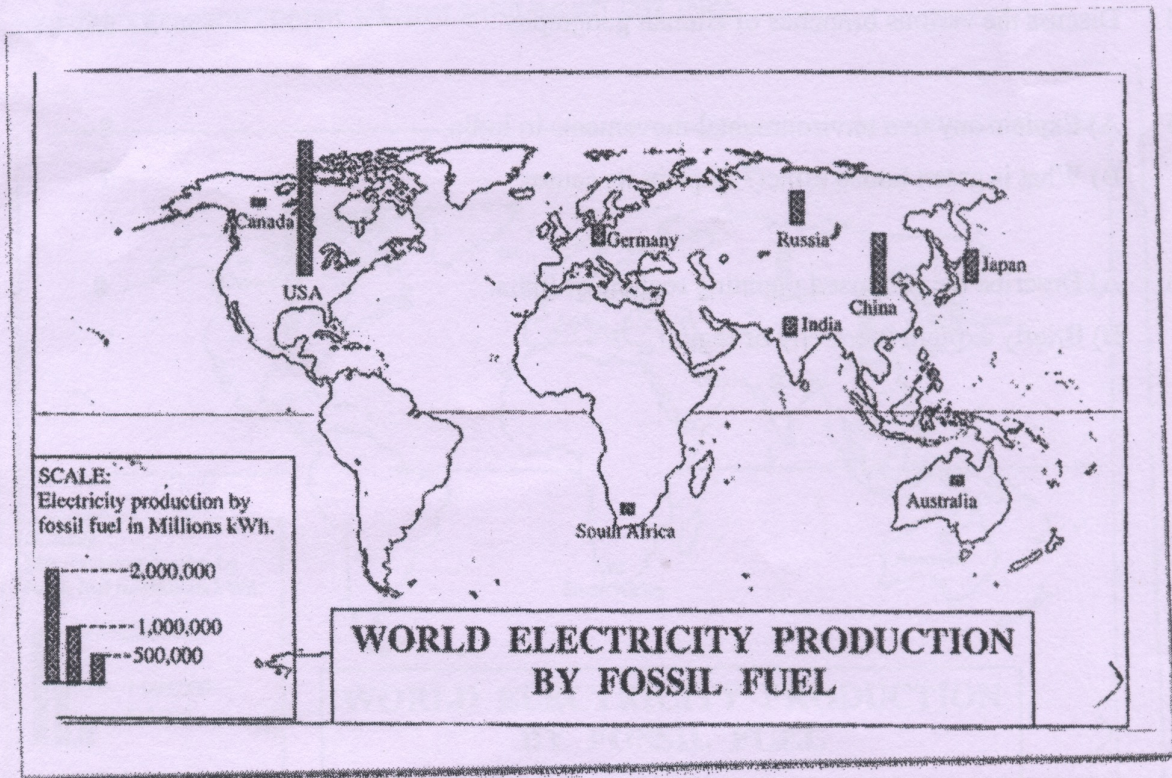 Canada
USA
Germany
Russia
Japan
China
India
South Africa
Australia
SCALE:
Electricity production by
fossil fuel in Millions kWh.
2,000,000
1,000,000
500,000
WORLD ELECTRICITY PRODUCTION
BY FOSSIL FUEL